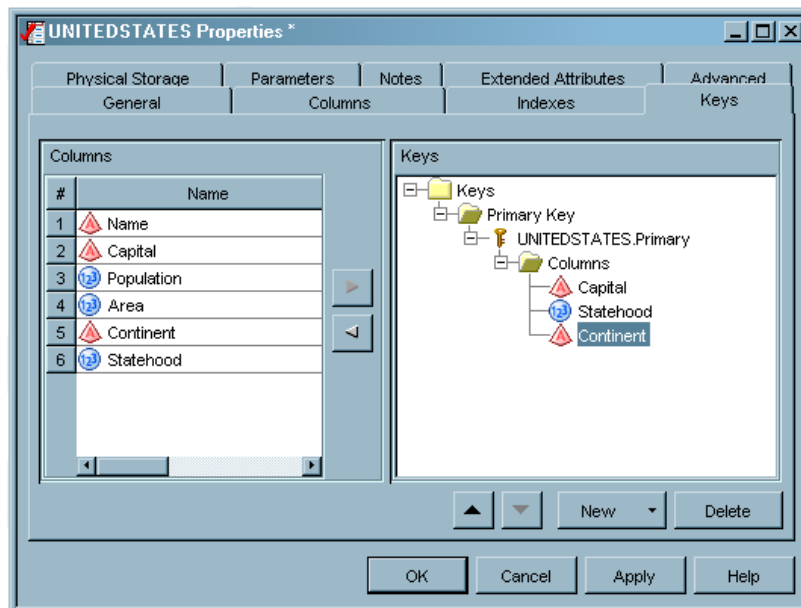 UNITEDSTATES Properties *
Physical Storage Parameters Notes Extended Attributes Advanced
General Columns Indexes Keys
Columns
# Name
1 Name
2 Capital
3 Population
4 Area
5 Continent
6 Statehood
Keys
Keys
Primary Key
UNITEDSTATES.Primary
Columns
Capital
Statehood
Continent
New Delete
OK Cancel Apply Help